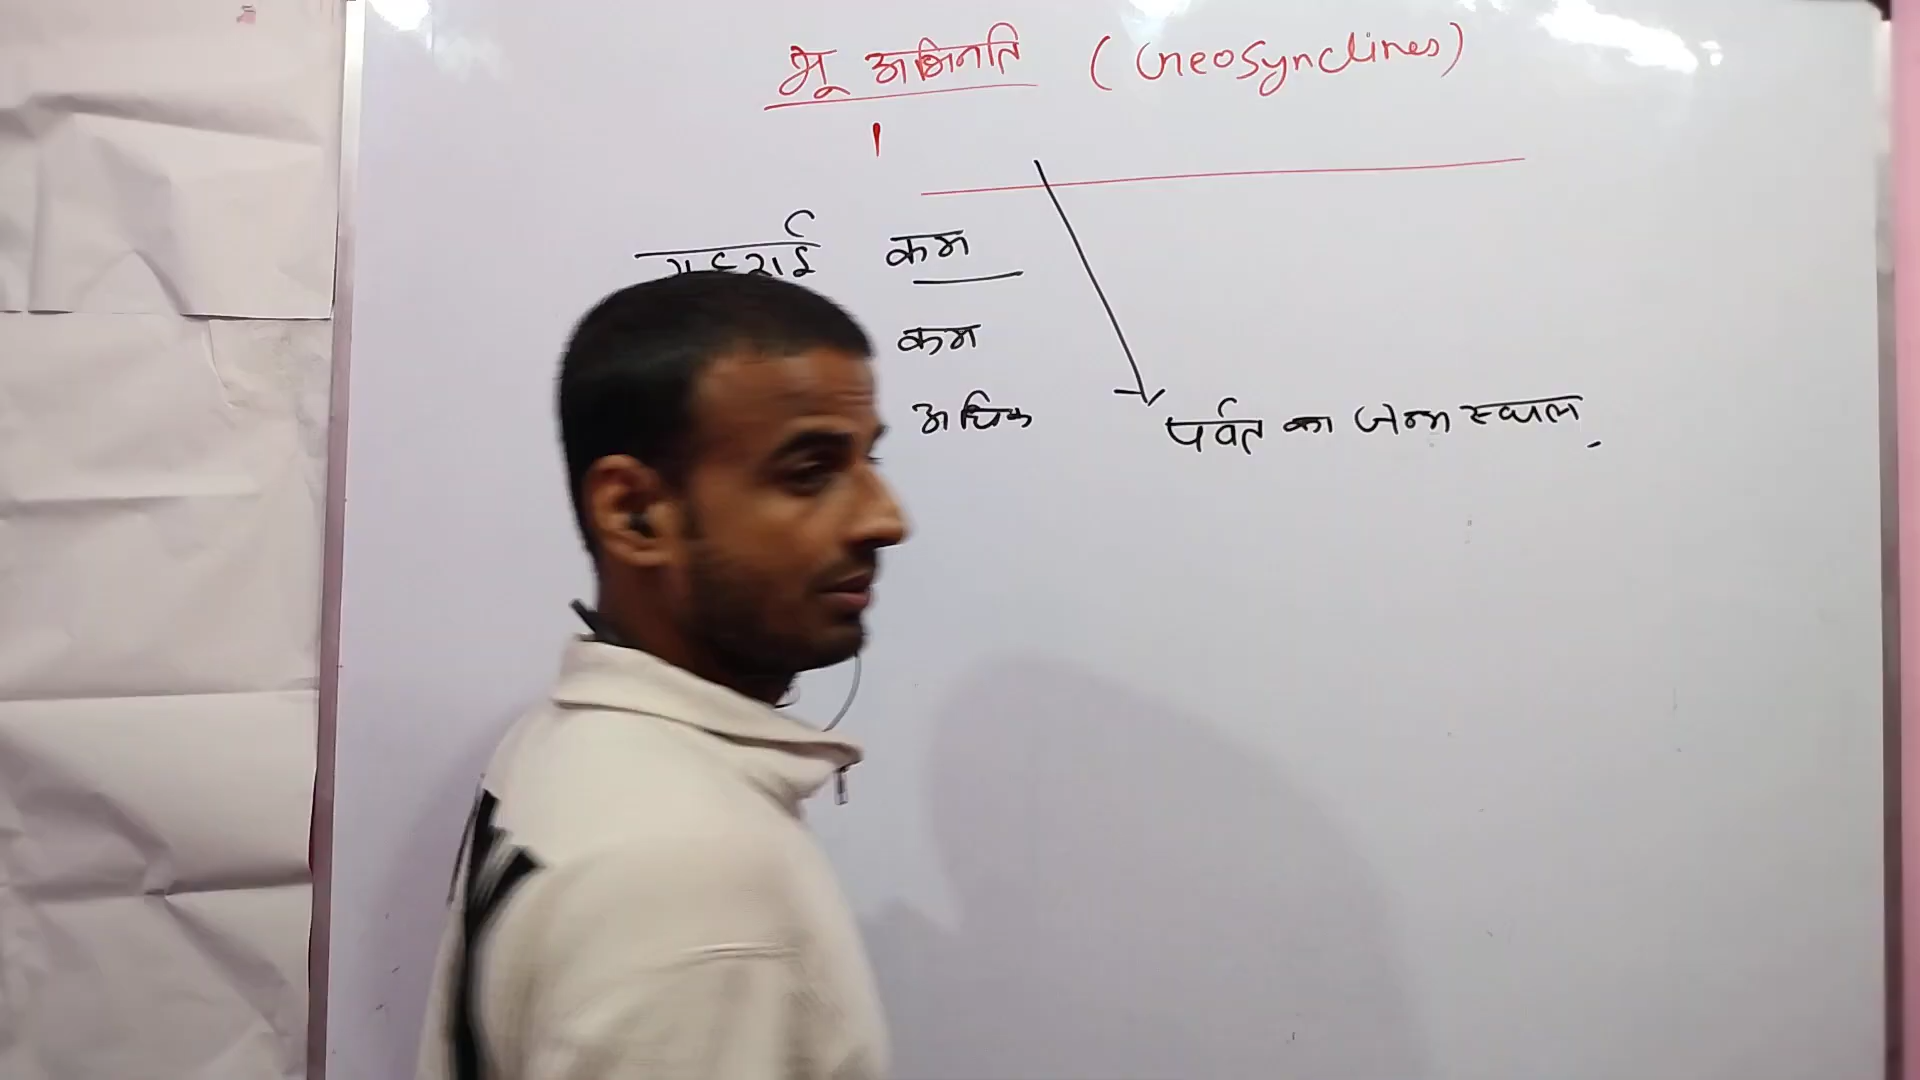 भू अभिनति (Geosynclines)
गहराई कम
कम
अधिक
पर्वत का जन्म स्थल